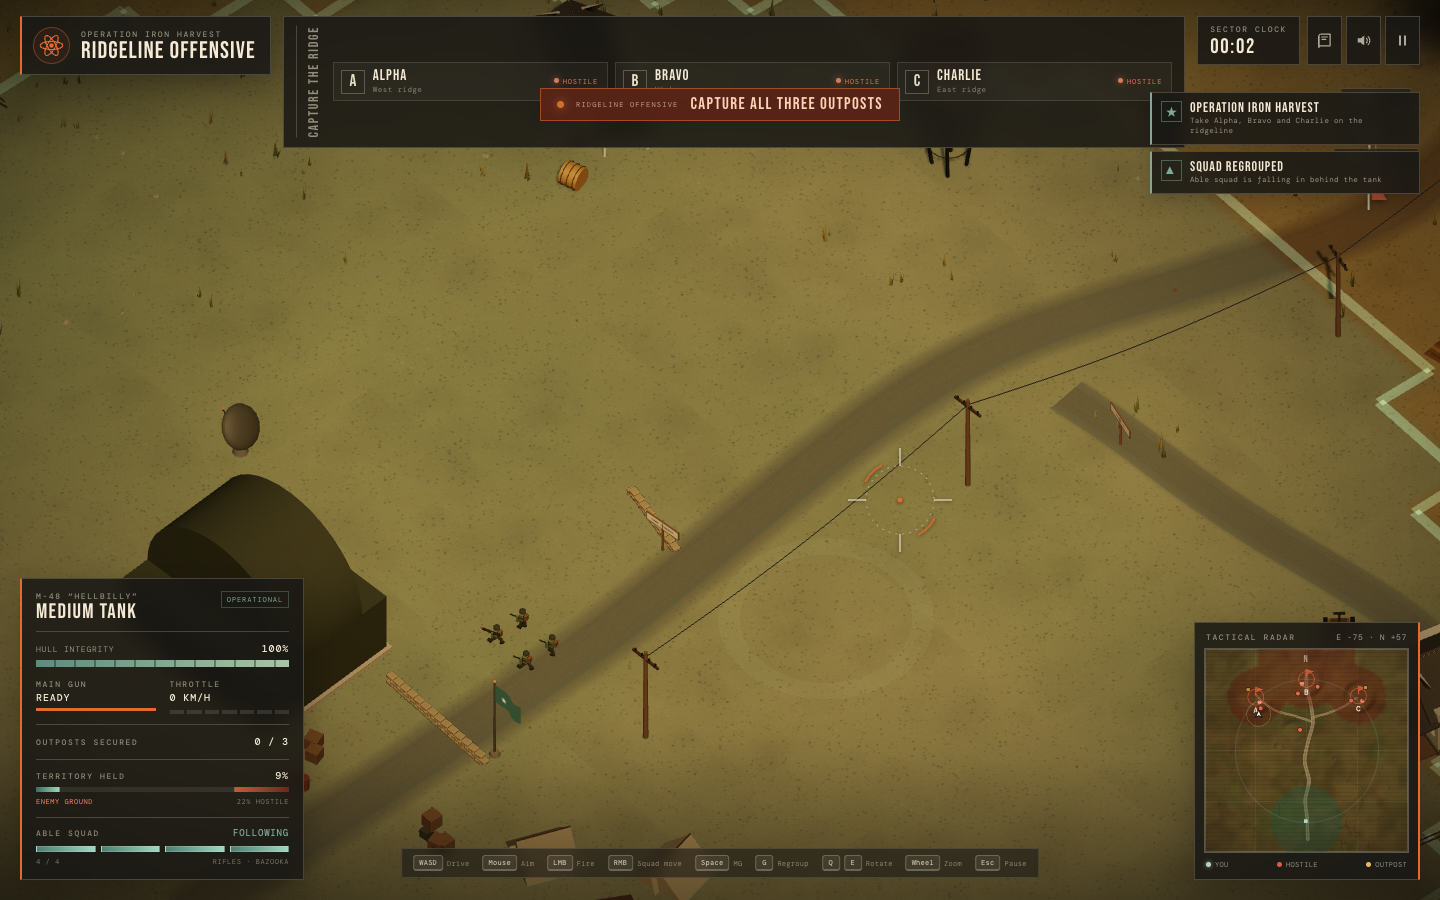 OPERATION IRON HARVEST
RIDGELINE OFFENSIVE
CAPTURE THE RIDGE
A
ALPHA
West ridge
HOSTILE
B
BRAVO
HOSTILE
C
CHARLIE
East ridge
HOSTILE
RIDGELINE OFFENSIVE CAPTURE ALL THREE OUTPOSTS
SECTOR CLOCK
00:02
OPERATION IRON HARVEST
Take Alpha, Bravo and Charlie on the
ridgeline
SQUAD REGROUPED
Able squad is falling in behind the tank
M-48 "HELLBILLY"
MEDIUM TANK
OPERATIONAL
HULL INTEGRITY 100%
MAIN GUN THROTTLE
READY 0 KM/H
OUTPOSTS SECURED 0 / 3
TERRITORY HELD 9%
ENEMY GROUND 22% HOSTILE
ABLE SQUAD FOLLOWING
4 / 4 RIFLES · BAZOOKA
WASD Drive Mouse Aim LMB Fire RMB Squad move Space MG G Regroup Q E Rotate Wheel Zoom Esc Pause
TACTICAL RADAR E -75 · N +57
N
B
A
C
YOU HOSTILE OUTPOST